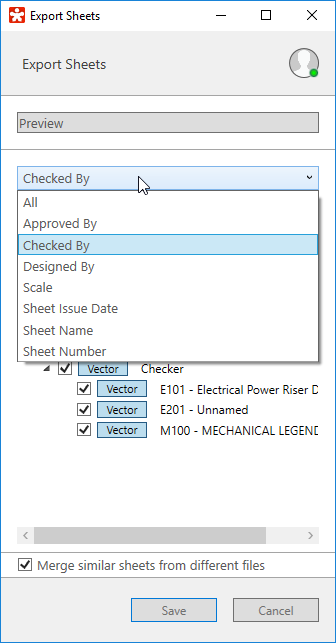 Export Sheets
Export Sheets
Preview
Checked By
All
Approved By
Checked By
Designed By
Scale
Sheet Issue Date
Sheet Name
Sheet Number
Vector Checker
Vector E101 - Electrical Power Riser D
Vector E201 - Unnamed
Vector M100 - MECHANICAL LEGEND
Merge similar sheets from different files
Save Cancel